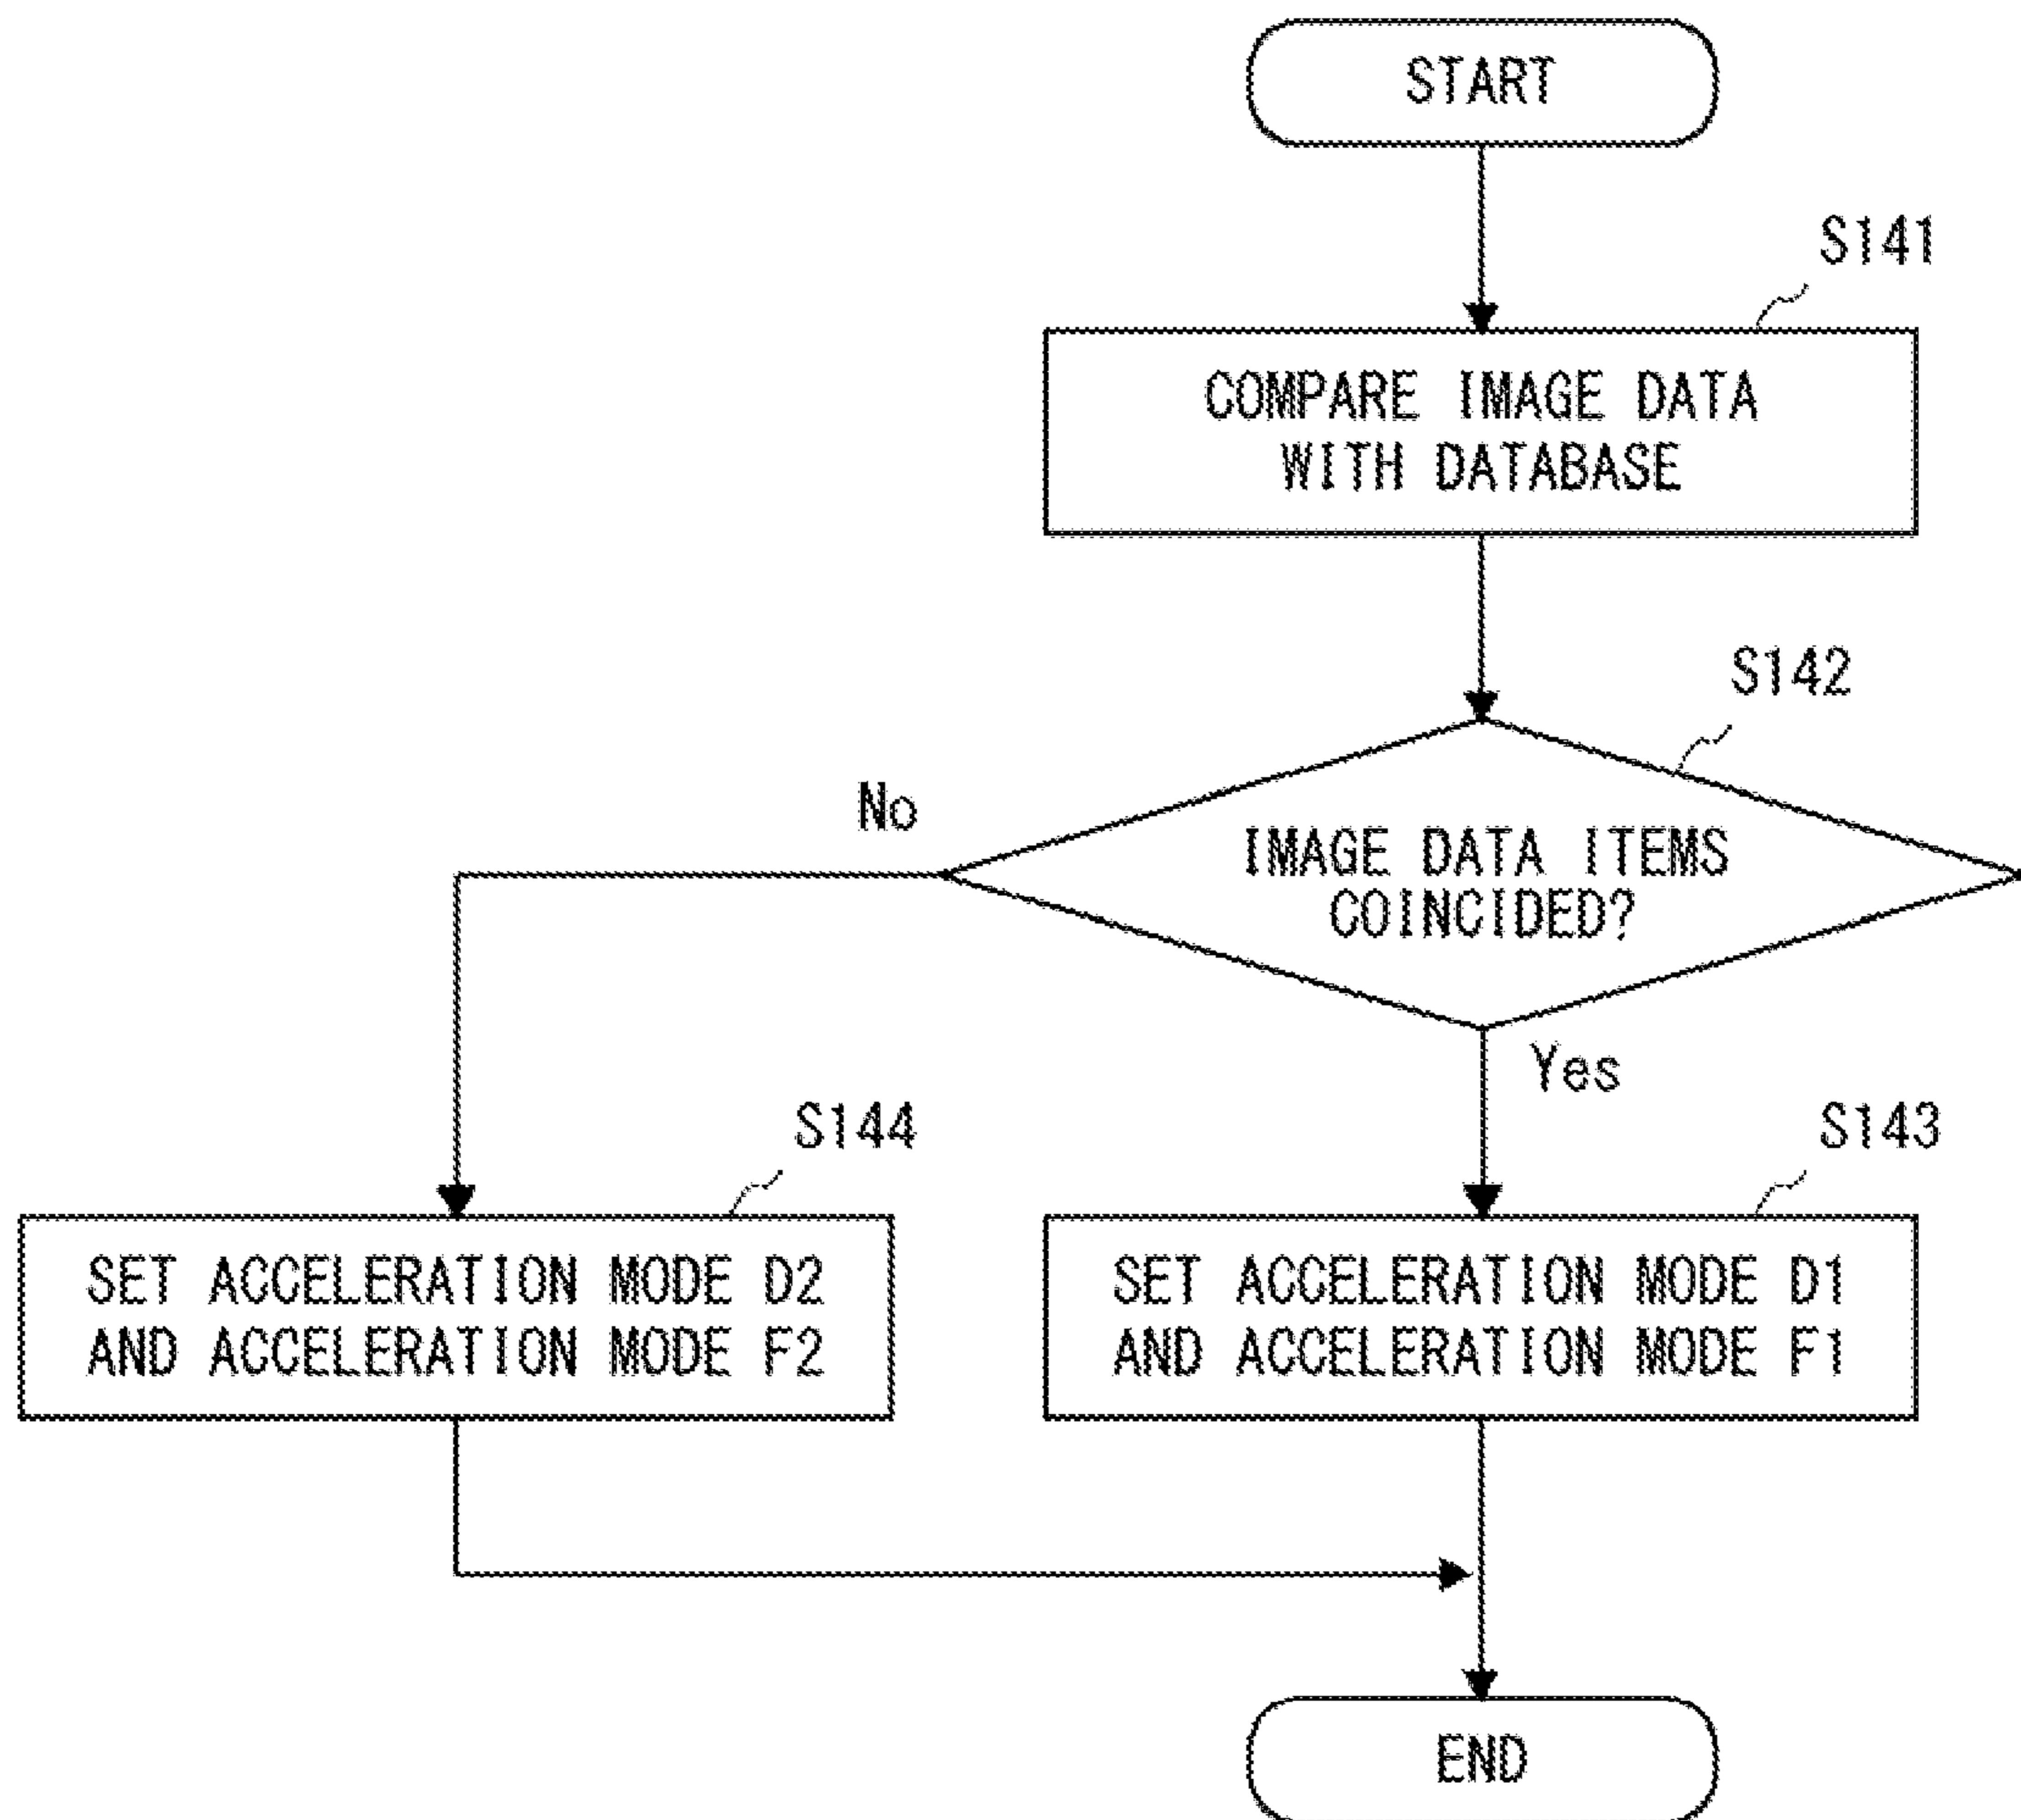 START
S141
COMPARE IMAGE DATA
WITH DATABASE
S142
No
IMAGE DATA ITEMS
COINCIDED?
Yes
S144
S143
SET ACCELERATION MODE D2
AND ACCELERATION MODE F2
SET ACCELERATION MODE D1
AND ACCELERATION MODE F1
END